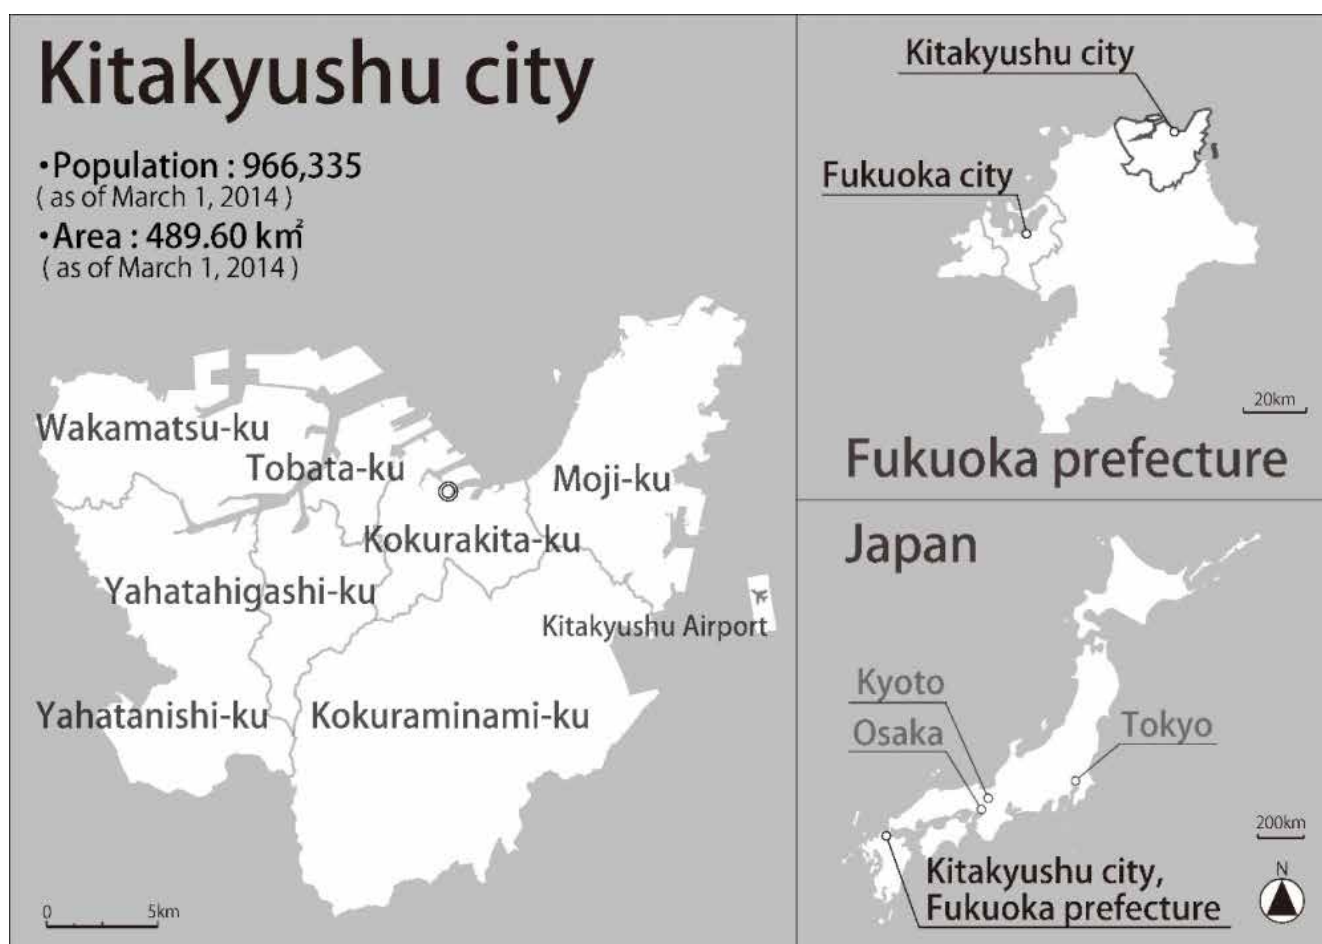 Kitakyushu city
・Population : 966,335
( as of March 1, 2014 )
・Area : 489.60 ㎢
( as of March 1, 2014 )
Wakamatsu-ku
Tobata-ku
Moji-ku
Kokurakita-ku
Yahatahigashi-ku
Kitakyushu Airport
Yahatanishi-ku
Kokuraminami-ku
0 5km
Kitakyushu city
Fukuoka city
20km
Fukuoka prefecture
Japan
Kyoto
Osaka
Tokyo
200km
N
Kitakyushu city,
Fukuoka prefecture